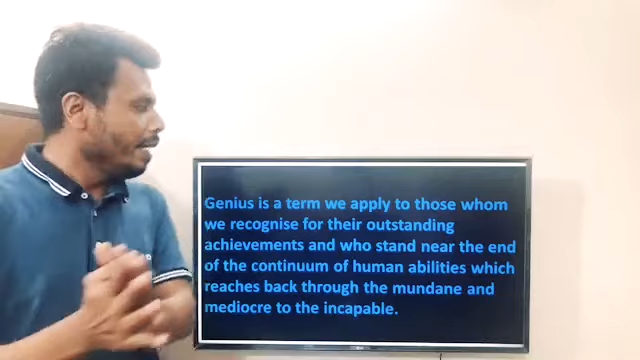 Genius is a term we apply to those whom
we recognise for their outstanding
achievements and who stand near the end
of the continuum of human abilities which
reaches back through the mundane and
mediocre to the incapable.